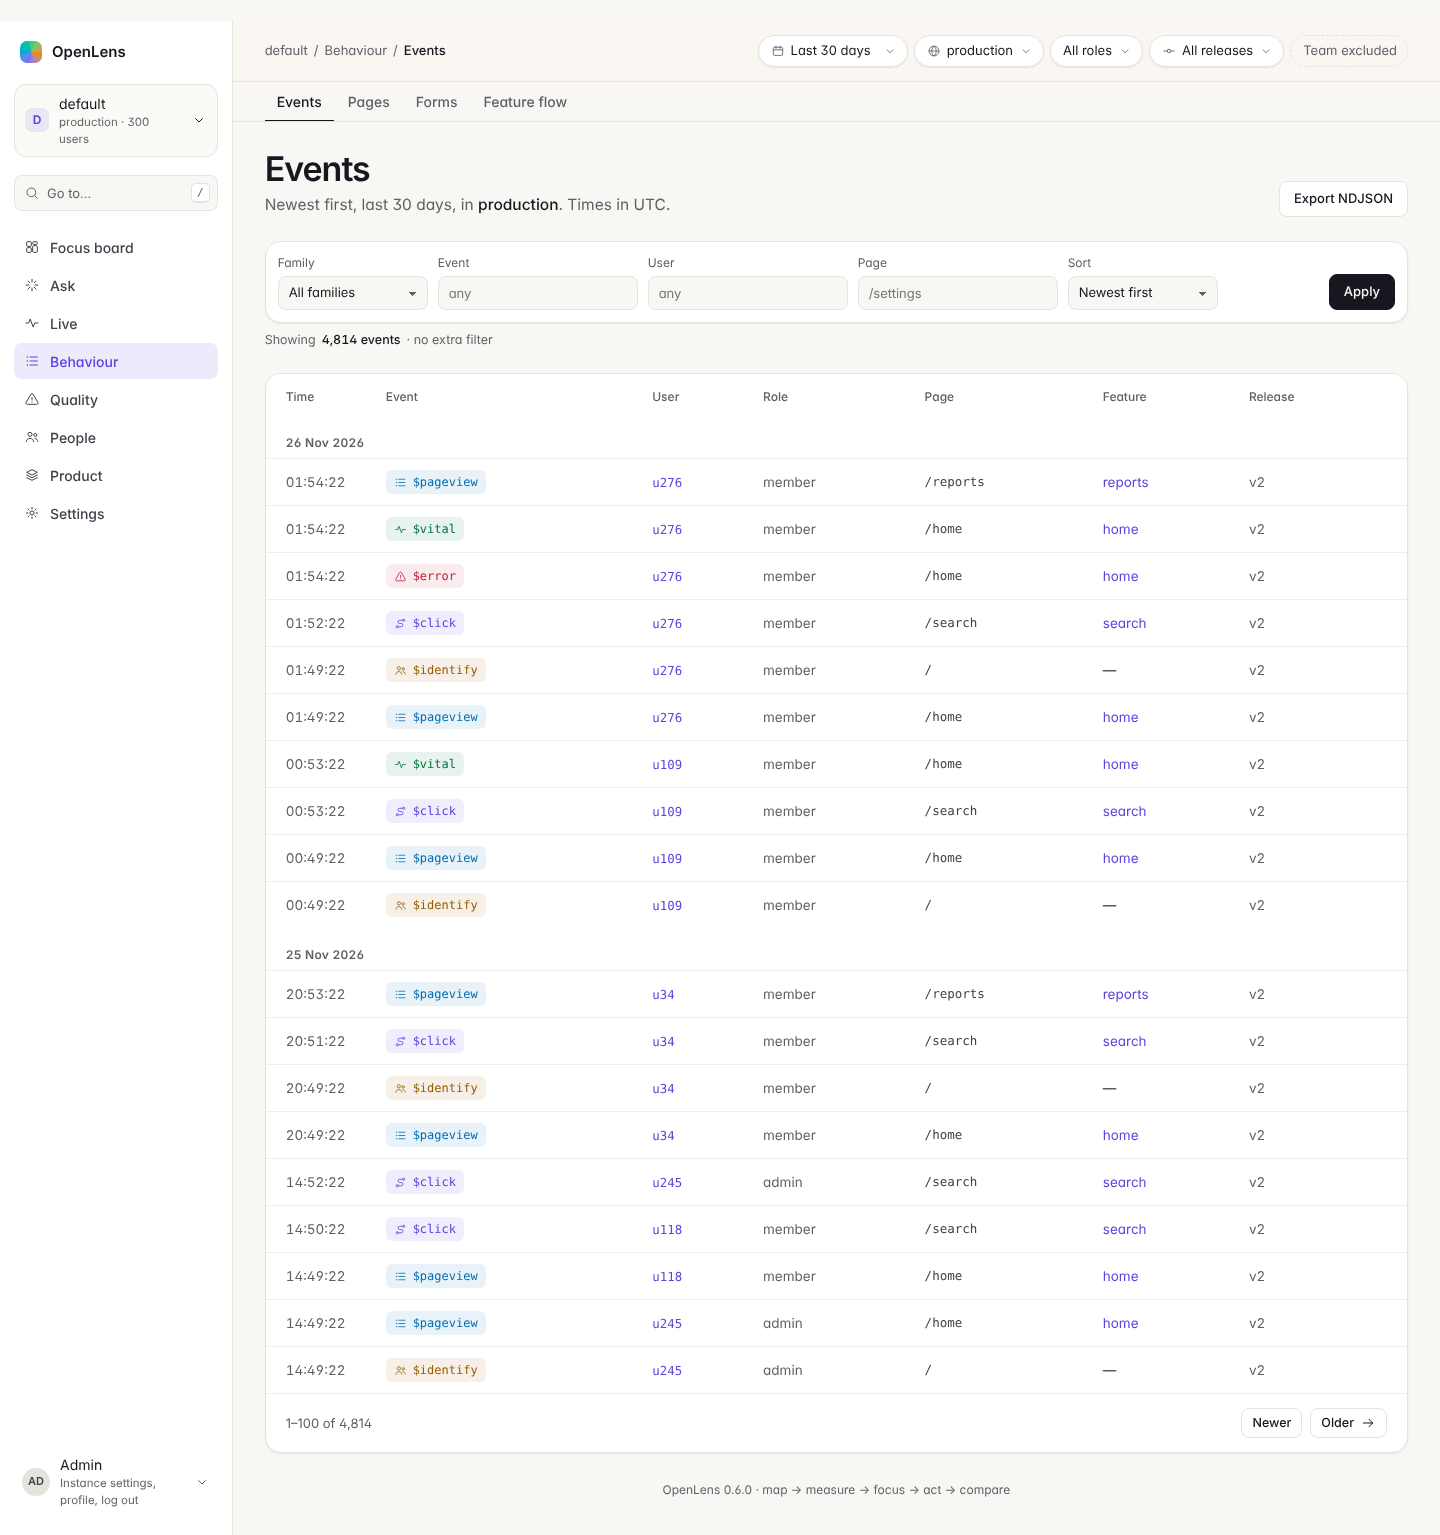 OpenLens
default
production · 300
users
Go to...
/
Focus board
Ask
Live
Behaviour
Quality
People
Product
Settings
AD
Admin
Instance settings,
profile, log out
default / Behaviour / Events
Last 30 days
production
All roles
All releases
Team excluded
Events Pages Forms Feature flow
Events
Newest first, last 30 days, in production. Times in UTC.
Export NDJSON
Family Event User Page Sort
All families any any /settings Newest first Apply
Showing 4,814 events · no extra filter
Time Event User Role Page Feature Release
26 Nov 2026
01:54:22 $pageview u276 member /reports reports v2
01:54:22 $vital u276 member /home home v2
01:54:22 $error u276 member /home home v2
01:52:22 $click u276 member /search search v2
01:49:22 $identify u276 member / — v2
01:49:22 $pageview u276 member /home home v2
00:53:22 $vital u109 member /home home v2
00:53:22 $click u109 member /search search v2
00:49:22 $pageview u109 member /home home v2
00:49:22 $identify u109 member / — v2
25 Nov 2026
20:53:22 $pageview u34 member /reports reports v2
20:51:22 $click u34 member /search search v2
20:49:22 $identify u34 member / — v2
20:49:22 $pageview u34 member /home home v2
14:52:22 $click u245 admin /search search v2
14:50:22 $click u118 member /search search v2
14:49:22 $pageview u118 member /home home v2
14:49:22 $pageview u245 admin /home home v2
14:49:22 $identify u245 admin / — v2
1–100 of 4,814
Newer Older →
OpenLens 0.6.0 · map → measure → focus → act → compare
D